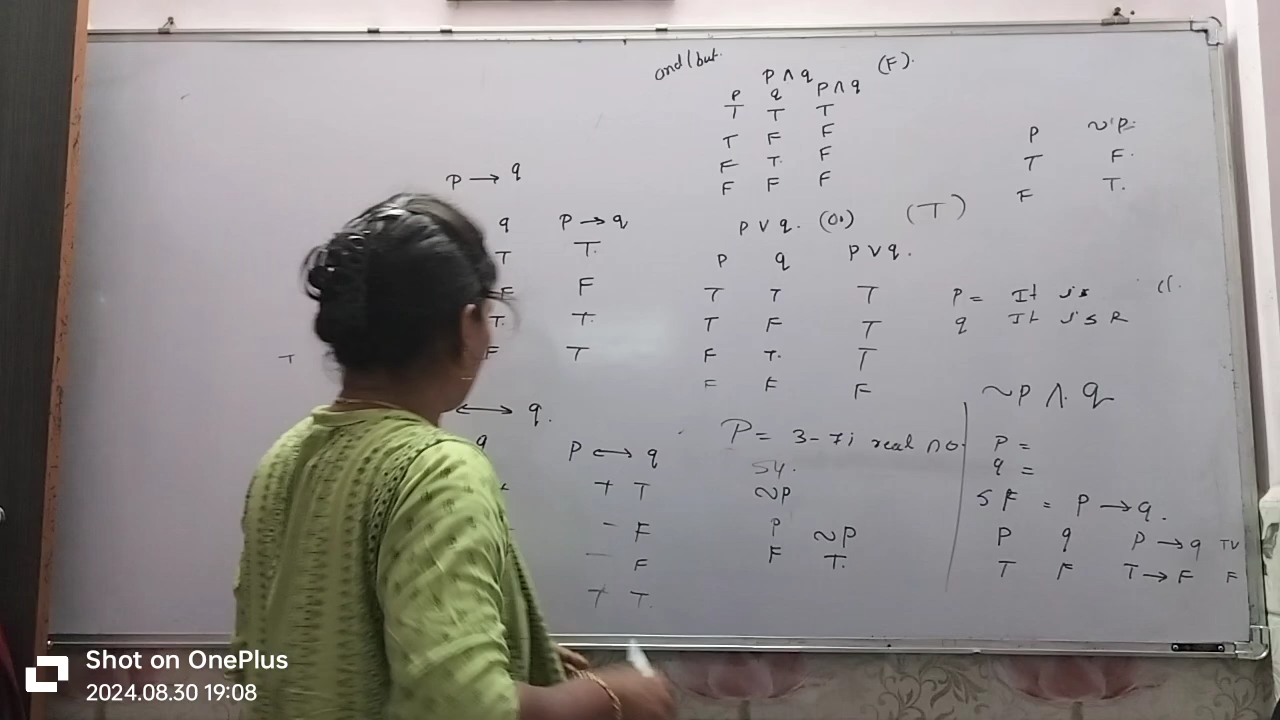 and/but.
P ∧ q (F).
P q P ∧ q
T T T
T F F
F T. F
F F F
P ~P.
T F.
F T.
P → q
q P → q
T T.
F F
T. T.
F T
T
P ∨ q. (Or) (T)
P q P ∨ q.
T T T
T F T
F T. T
F F F
P = It is
q It is R
↔ q.
q P ↔ q
T T
– F
– F
T T.
P = 3-7i real no.
~P
P ~P
F T.
~P ∧ q
P =
q =
SF = P → q.
P q P → q TV
T F T → F F
Shot on OnePlus
2024.08.30 19:08